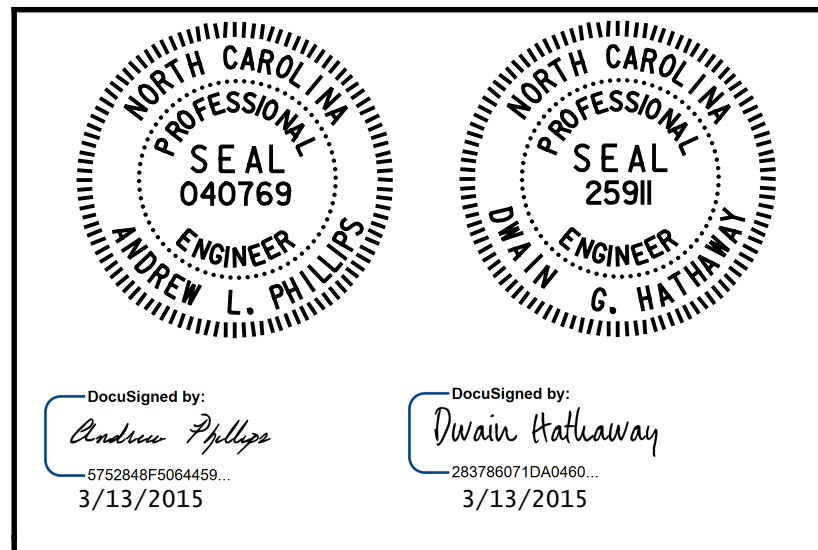 NORTH CAROLINA
PROFESSIONAL
SEAL
040769
ENGINEER
ANDREW L. PHILLIPS
NORTH CAROLINA
PROFESSIONAL
SEAL
25911
ENGINEER
DWAIN G. HATHAWAY
DocuSigned by:
Andrew Phillips
5752848F5064459...
3/13/2015
DocuSigned by:
Dwain Hathaway
283786071DA0460...
3/13/2015